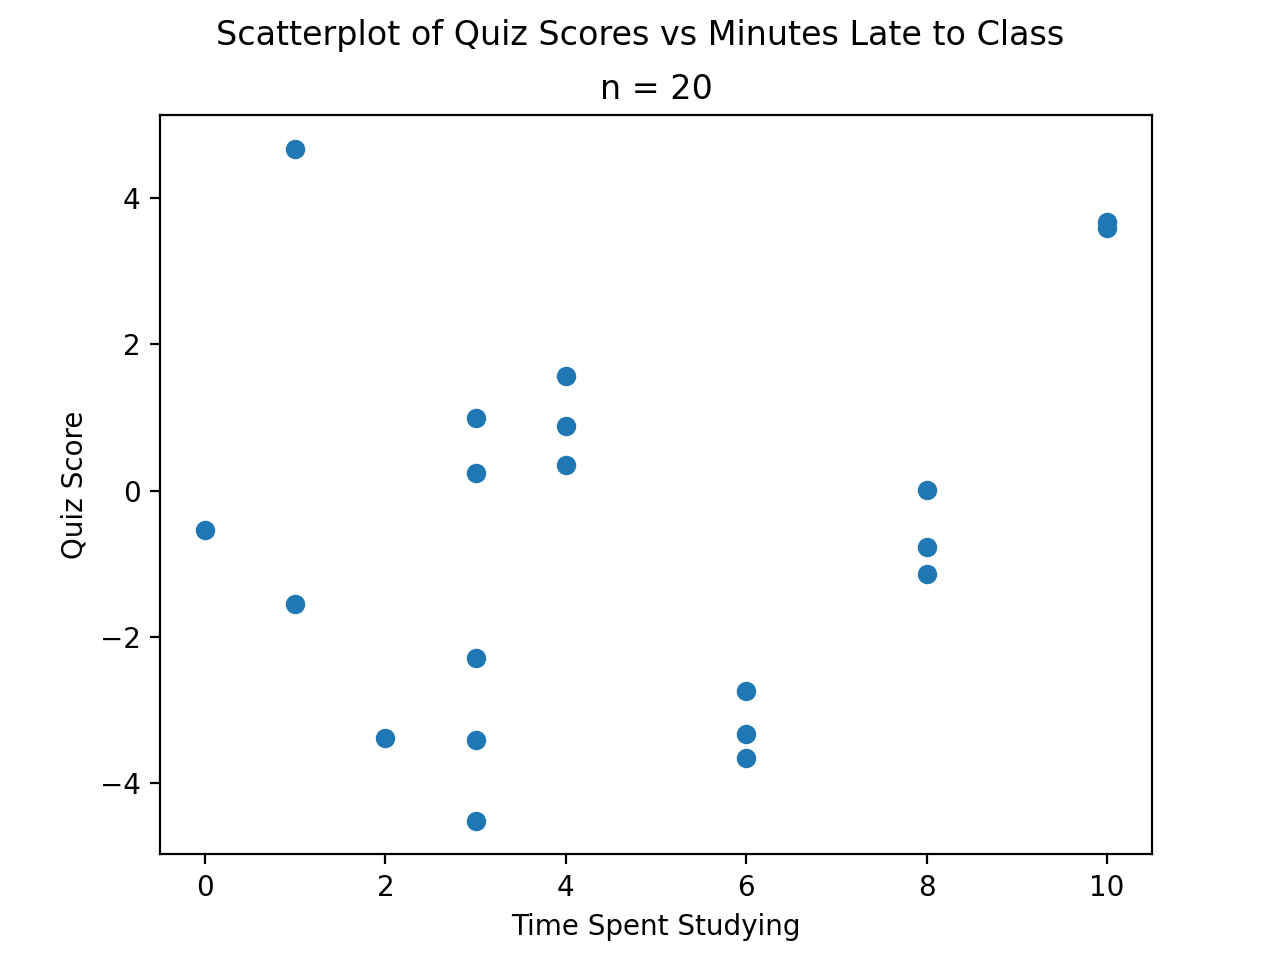 Scatterplot of Quiz Scores vs Minutes Late to Class
n = 20
4
2
0
−2
−4
Quiz Score
0 2 4 6 8 10
Time Spent Studying